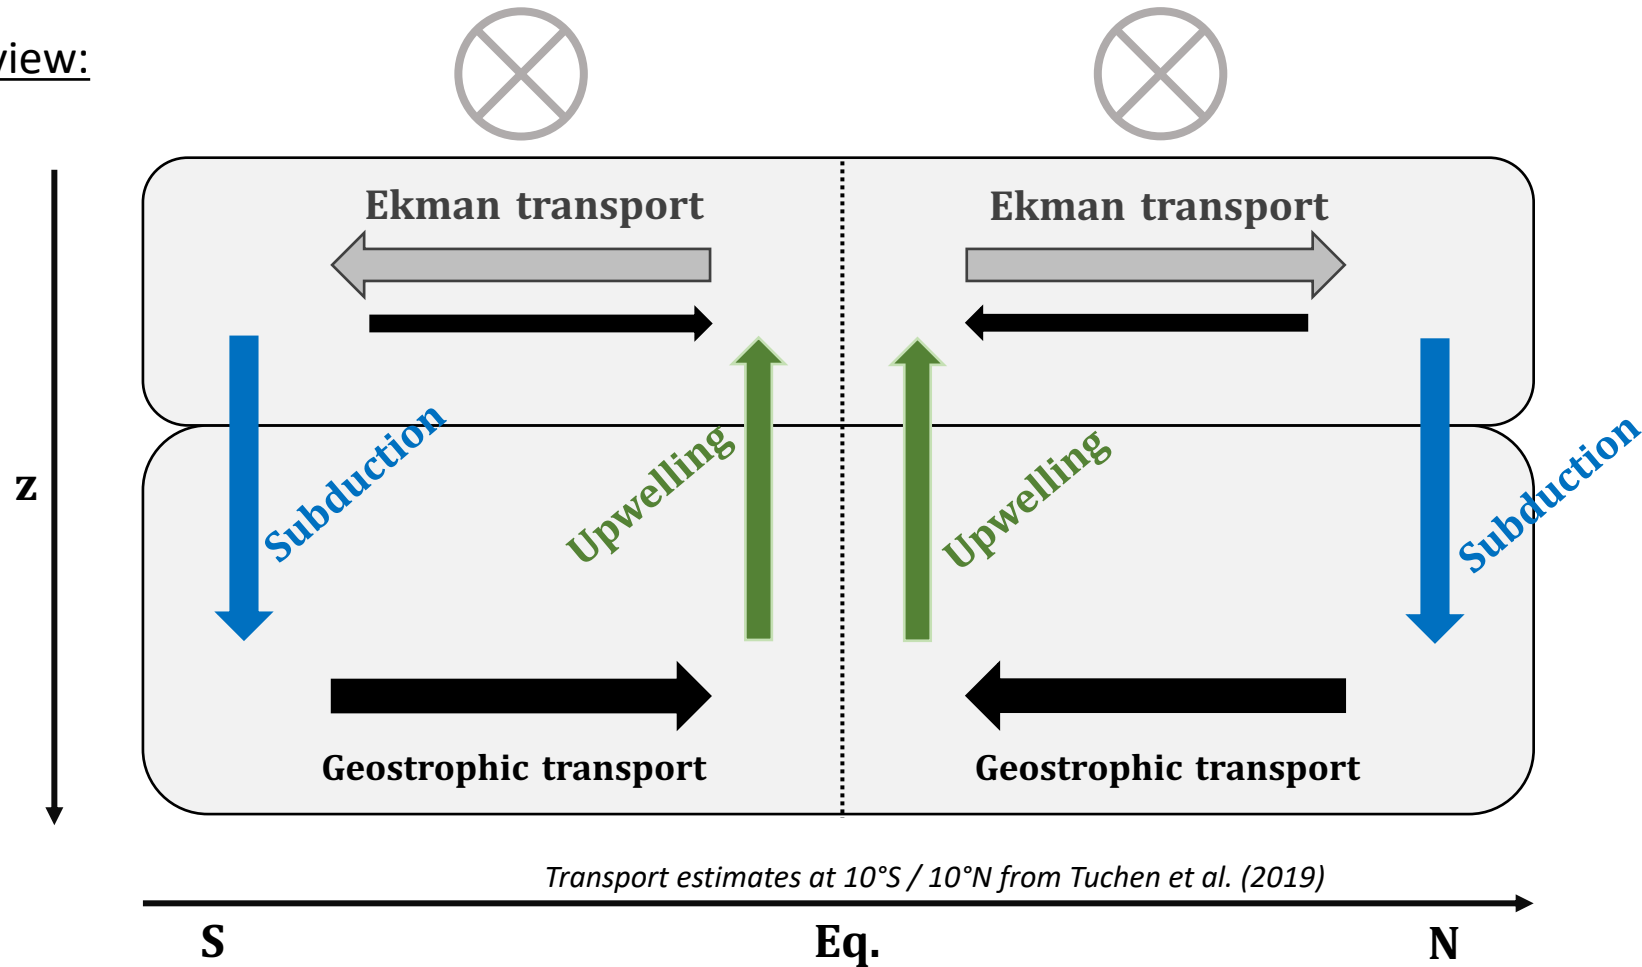 view:
Ekman transport
Ekman transport
z
Subduction
Upwelling
Upwelling
Subduction
Geostrophic transport
Geostrophic transport
Transport estimates at 10°S / 10°N from Tuchen et al. (2019)
S
Eq.
N